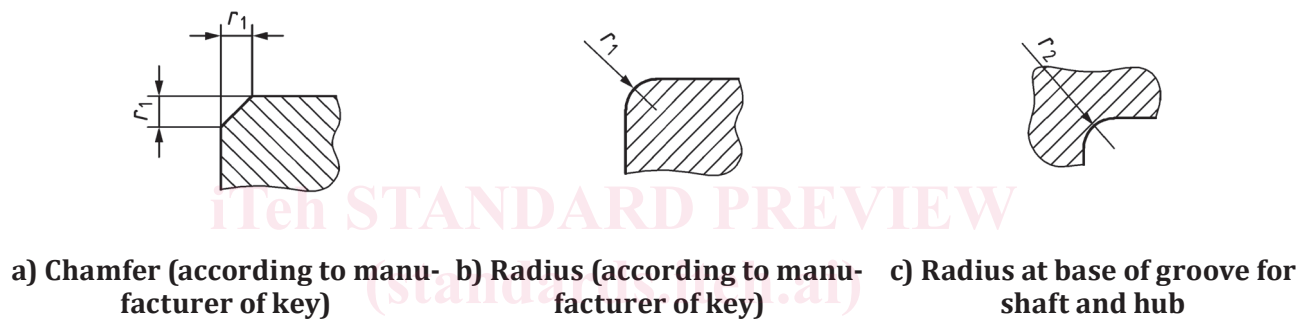 r1
r1
r1
r2
iTeh STANDARD PREVIEW
(standards.iteh.ai)
a) Chamfer (according to manu-
facturer of key)
b) Radius (according to manu-
facturer of key)
c) Radius at base of groove for
shaft and hub